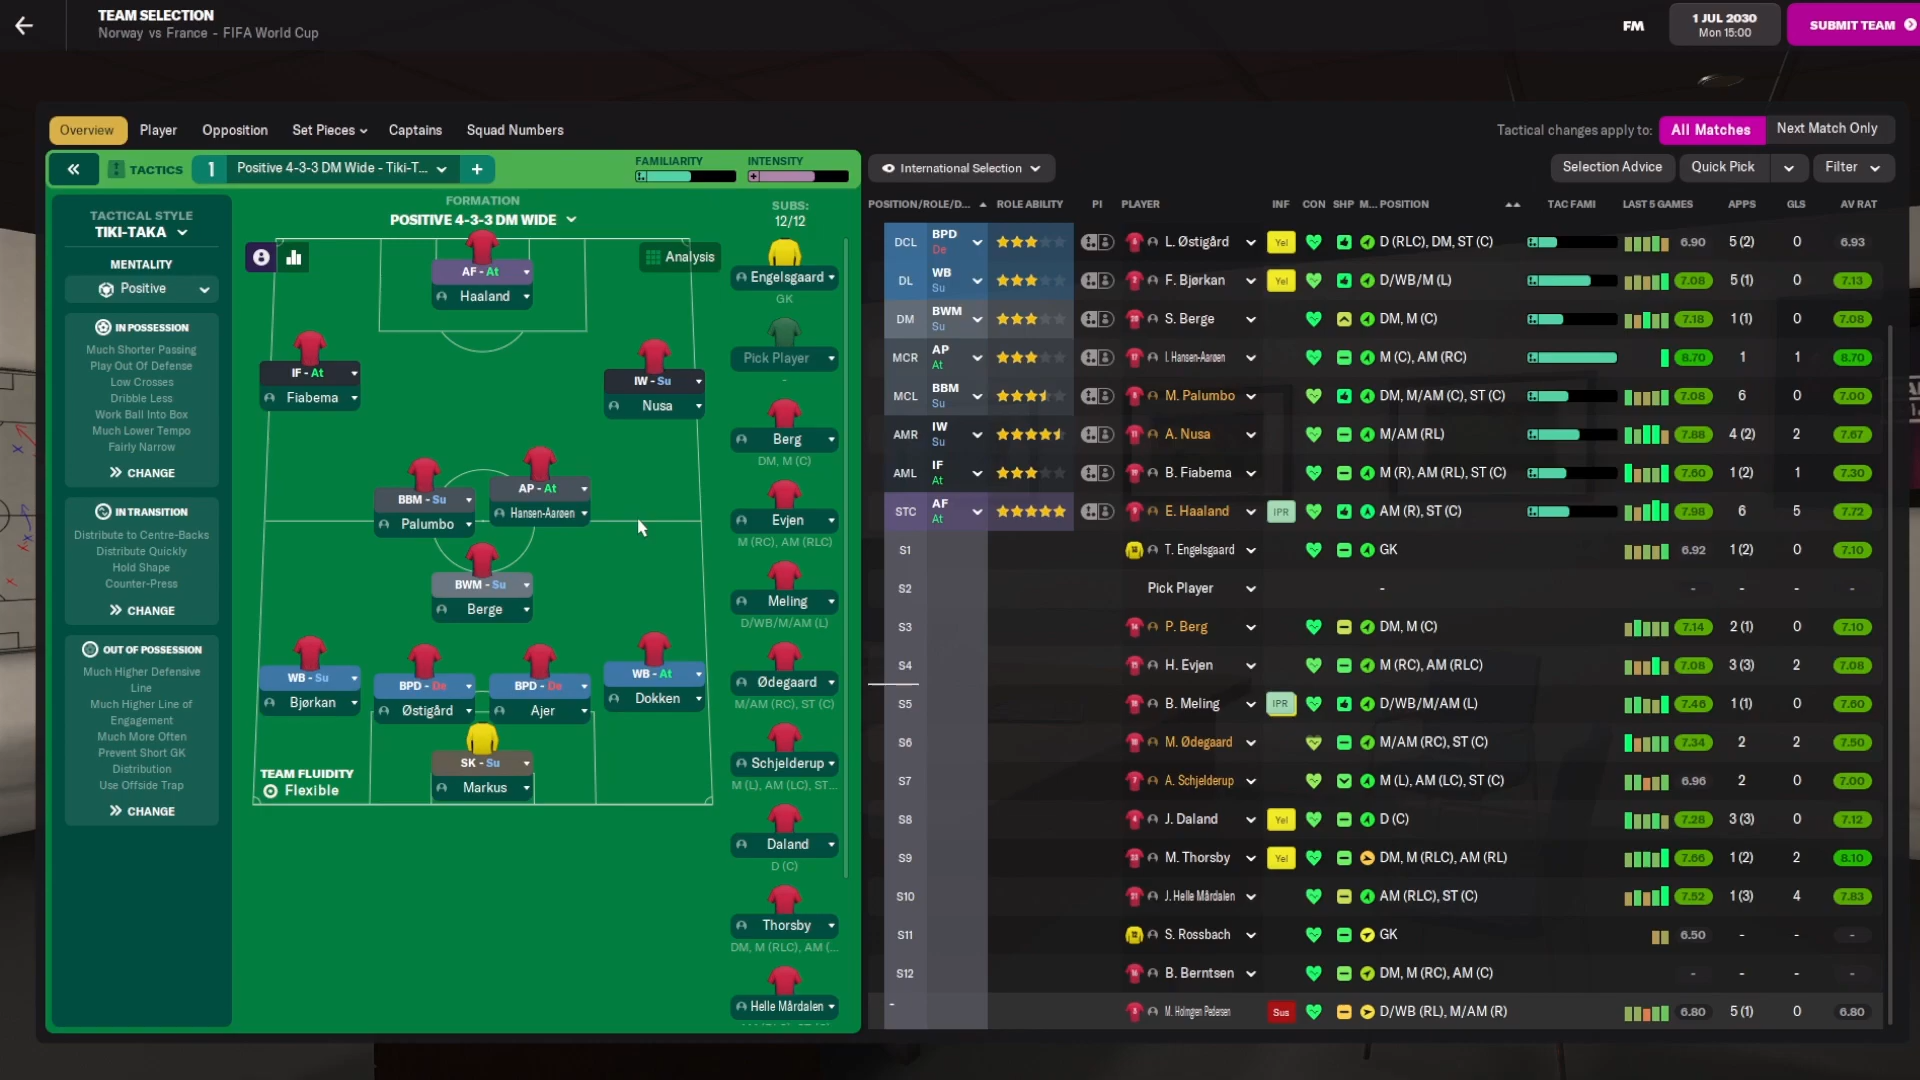 TEAM SELECTION
Norway vs France - FIFA World Cup
FM
1 JUL 2030
Mon 15:00
SUBMIT TEAM
Overview
Player
Opposition
Set Pieces
Captains
Squad Numbers
Tactical changes apply to:
All Matches
Next Match Only
TACTICS
1
Positive 4-3-3 DM Wide - Tiki-T...
FAMILIARITY
INTENSITY
International Selection
Selection Advice
Quick Pick
Filter
TACTICAL STYLE
TIKI-TAKA
MENTALITY
Positive
IN POSSESSION
Much Shorter Passing
Play Out Of Defense
Low Crosses
Dribble Less
Work Ball Into Box
Much Lower Tempo
Fairly Narrow
CHANGE
IN TRANSITION
Distribute to Centre-Backs
Distribute Quickly
Hold Shape
Counter-Press
CHANGE
OUT OF POSSESSION
Much Higher Defensive
Line
Much Higher Line of
Engagement
Much More Often
Prevent Short GK
Distribution
Use Offside Trap
CHANGE
FORMATION
POSITIVE 4-3-3 DM WIDE
Analysis
AF - At
Haaland
IF - At
Fiabema
IW - Su
Nusa
BBM - Su
Palumbo
AP - At
Hansen-Aarøen
BWM - Su
Berge
WB - Su
Bjørkan
BPD - De
Østigård
BPD - De
Ajer
WB - At
Dokken
SK - Su
Markus
TEAM FLUIDITY
Flexible
SUBS:
12/12
Engelsgaard
GK
Pick Player
-
Berg
DM, M (C)
Evjen
M (RC), AM (RLC)
Meling
D/WB/M/AM (L)
Ødegaard
M/AM (RC), ST (C)
Schjelderup
M (L), AM (LC), ST...
Daland
D (C)
Thorsby
DM, M (RLC), AM (...
Helle Mårdalen
POSITION/ROLE/D... ROLE ABILITY PI PLAYER INF CON SHP M... POSITION TAC FAMI LAST 5 GAMES APPS GLS AV RAT
DCL BPD De L. Østigård Yel D (RLC), DM, ST (C) 6.90 5 (2) 0 6.93
DL WB Su F. Bjørkan Yel D/WB/M (L) 7.08 5 (1) 0 7.13
DM BWM Su S. Berge DM, M (C) 7.18 1 (1) 0 7.08
MCR AP At I. Hansen-Aarøen M (C), AM (RC) 8.70 1 1 8.70
MCL BBM Su M. Palumbo DM, M/AM (C), ST (C) 7.08 6 0 7.00
AMR IW Su A. Nusa M/AM (RL) 7.88 4 (2) 2 7.67
AML IF At B. Fiabema M (R), AM (RL), ST (C) 7.60 1 (2) 1 7.30
STC AF At E. Haaland IPR AM (R), ST (C) 7.98 6 5 7.72
S1 T. Engelsgaard GK 6.92 1 (2) 0 7.10
S2 Pick Player - - - - -
S3 P. Berg DM, M (C) 7.14 2 (1) 0 7.10
S4 H. Evjen M (RC), AM (RLC) 7.08 3 (3) 2 7.08
S5 B. Meling IPR D/WB/M/AM (L) 7.46 1 (1) 0 7.60
S6 M. Ødegaard M/AM (RC), ST (C) 7.34 2 2 7.50
S7 A. Schjelderup M (L), AM (LC), ST (C) 6.96 2 0 7.00
S8 J. Daland Yel D (C) 7.28 3 (3) 0 7.12
S9 M. Thorsby Yel DM, M (RLC), AM (RL) 7.66 1 (2) 2 8.10
S10 J. Helle Mårdalen AM (RLC), ST (C) 7.52 1 (3) 4 7.83
S11 S. Rossbach GK 6.50 - - -
S12 B. Berntsen DM, M (RC), AM (C) - - - -
- M. Holmgren Pedersen Sus D/WB (RL), M/AM (R) 6.80 5 (1) 0 6.80